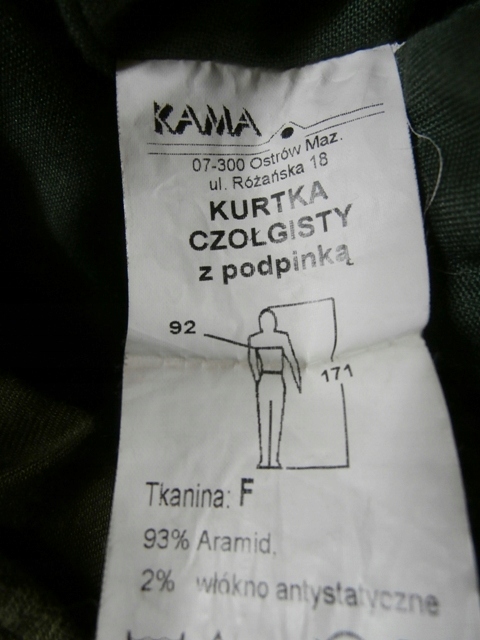 KAMA
07-300 Ostrów Maz.
ul. Różańska 18
KURTKA
CZOŁGISTY
z podpinką
92
171
Tkanina: F
93% Aramid,
2% włókno antystatyczne